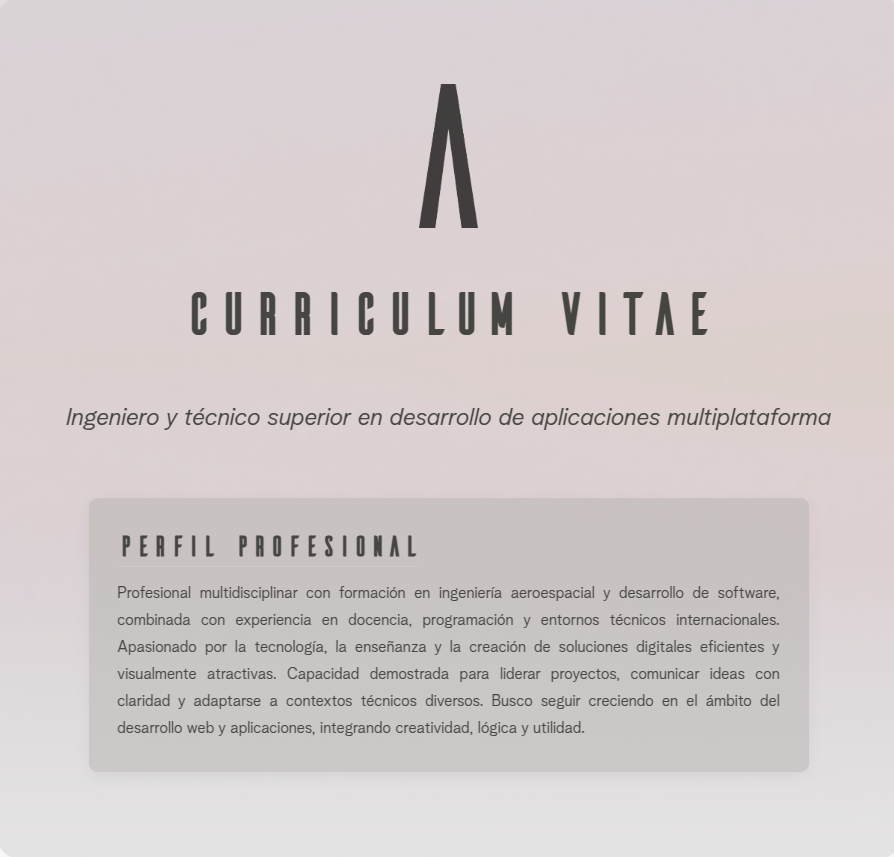 Λ
CURRICULUM VITAE
Ingeniero y técnico superior en desarrollo de aplicaciones multiplataforma
PERFIL PROFESIONAL
Profesional multidisciplinar con formación en ingeniería aeroespacial y desarrollo de software,
combinada con experiencia en docencia, programación y entornos técnicos internacionales.
Apasionado por la tecnología, la enseñanza y la creación de soluciones digitales eficientes y
visualmente atractivas. Capacidad demostrada para liderar proyectos, comunicar ideas con
claridad y adaptarse a contextos técnicos diversos. Busco seguir creciendo en el ámbito del
desarrollo web y aplicaciones, integrando creatividad, lógica y utilidad.